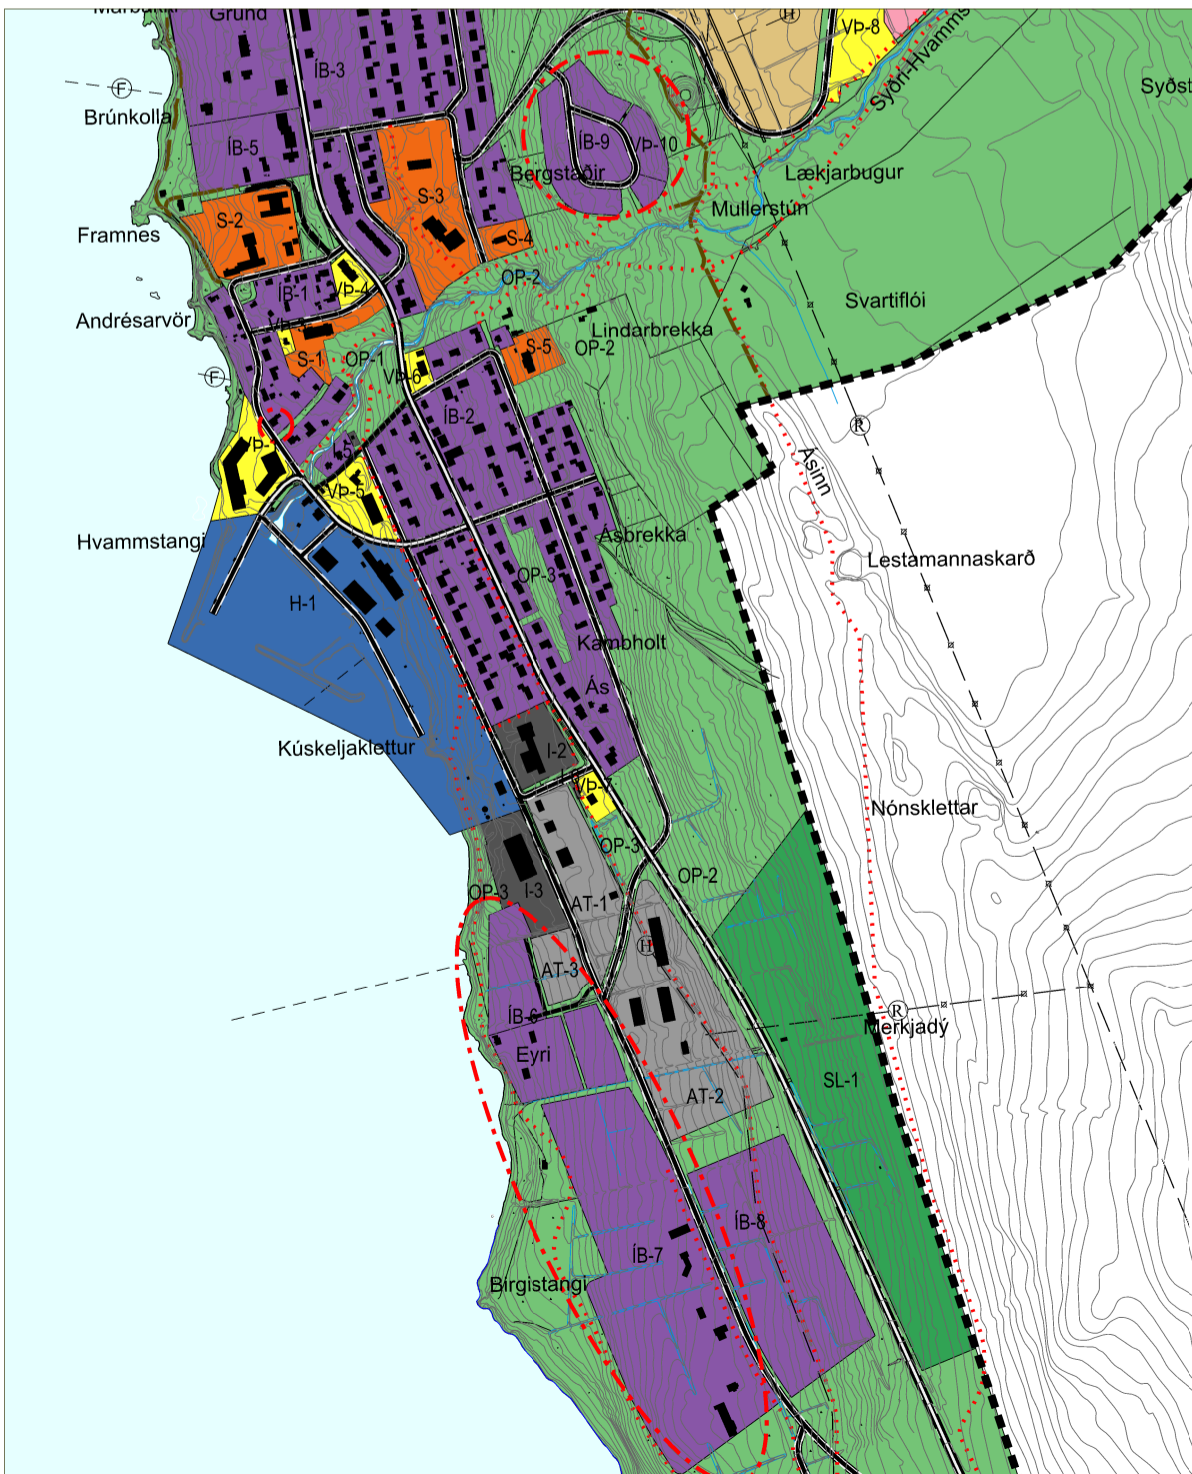 Grund
H
VÞ-8
Syðri-Hvamms
ÍB-3
F
Brúnkolla
ÍB-5
ÍB-9
VÞ-10
Bergstaðir
Lækjarbugur
Mullerstún
S-3
S-2
S-4
Framnes
OP-2
VÞ-4
ÍB-1
Svartiflói
Andrésarvör
Lindarbrekka
S-5
OP-2
S-1
OP-1
VÞ-6
F
ÍB-2
R
Ásinn
VÞ-5
Hvammstangi
Ásbrekka
Lestamannaskarð
OP-3
H-1
Kambholt
Ás
Kúskeljaklettur
I-2
VÞ-7
Nónsklettar
OP-3
OP-2
OP-3
I-3
AT-1
H
AT-3
R
Merkjadý
ÍB-6
Eyri
SL-1
AT-2
ÍB-8
ÍB-7
Birgistangi